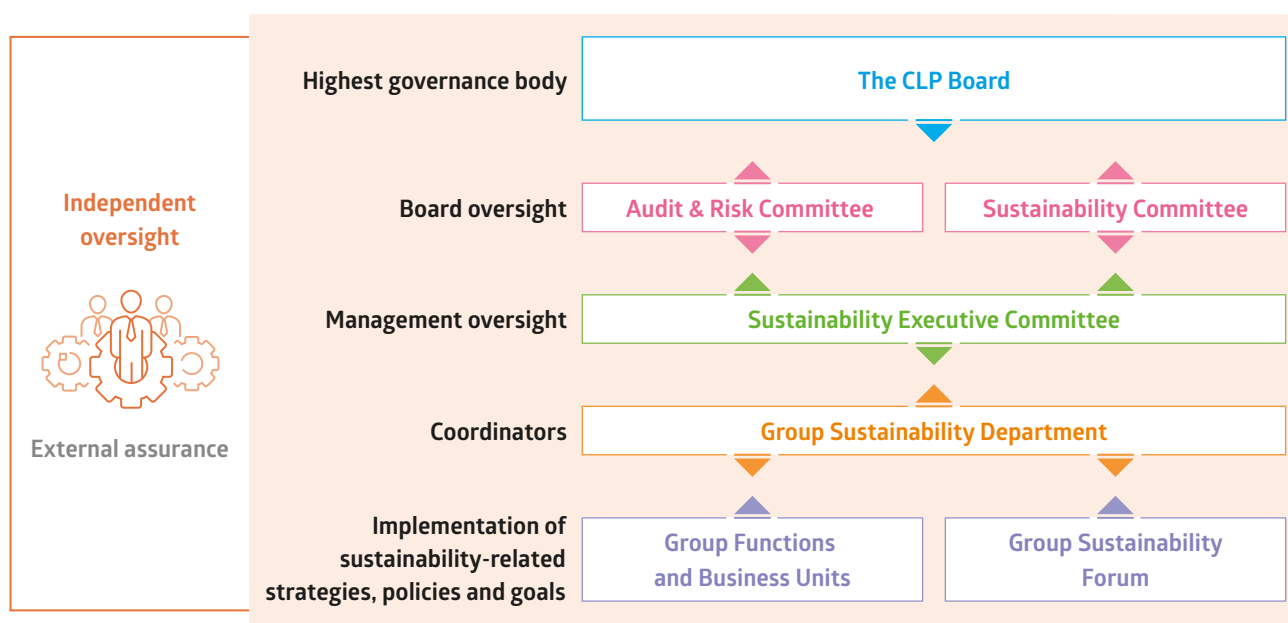 Independent
oversight
External assurance
Highest governance body
The CLP Board
Board oversight
Audit & Risk Committee
Sustainability Committee
Management oversight
Sustainability Executive Committee
Coordinators
Group Sustainability Department
Implementation of
sustainability-related
strategies, policies and goals
Group Functions
and Business Units
Group Sustainability
Forum